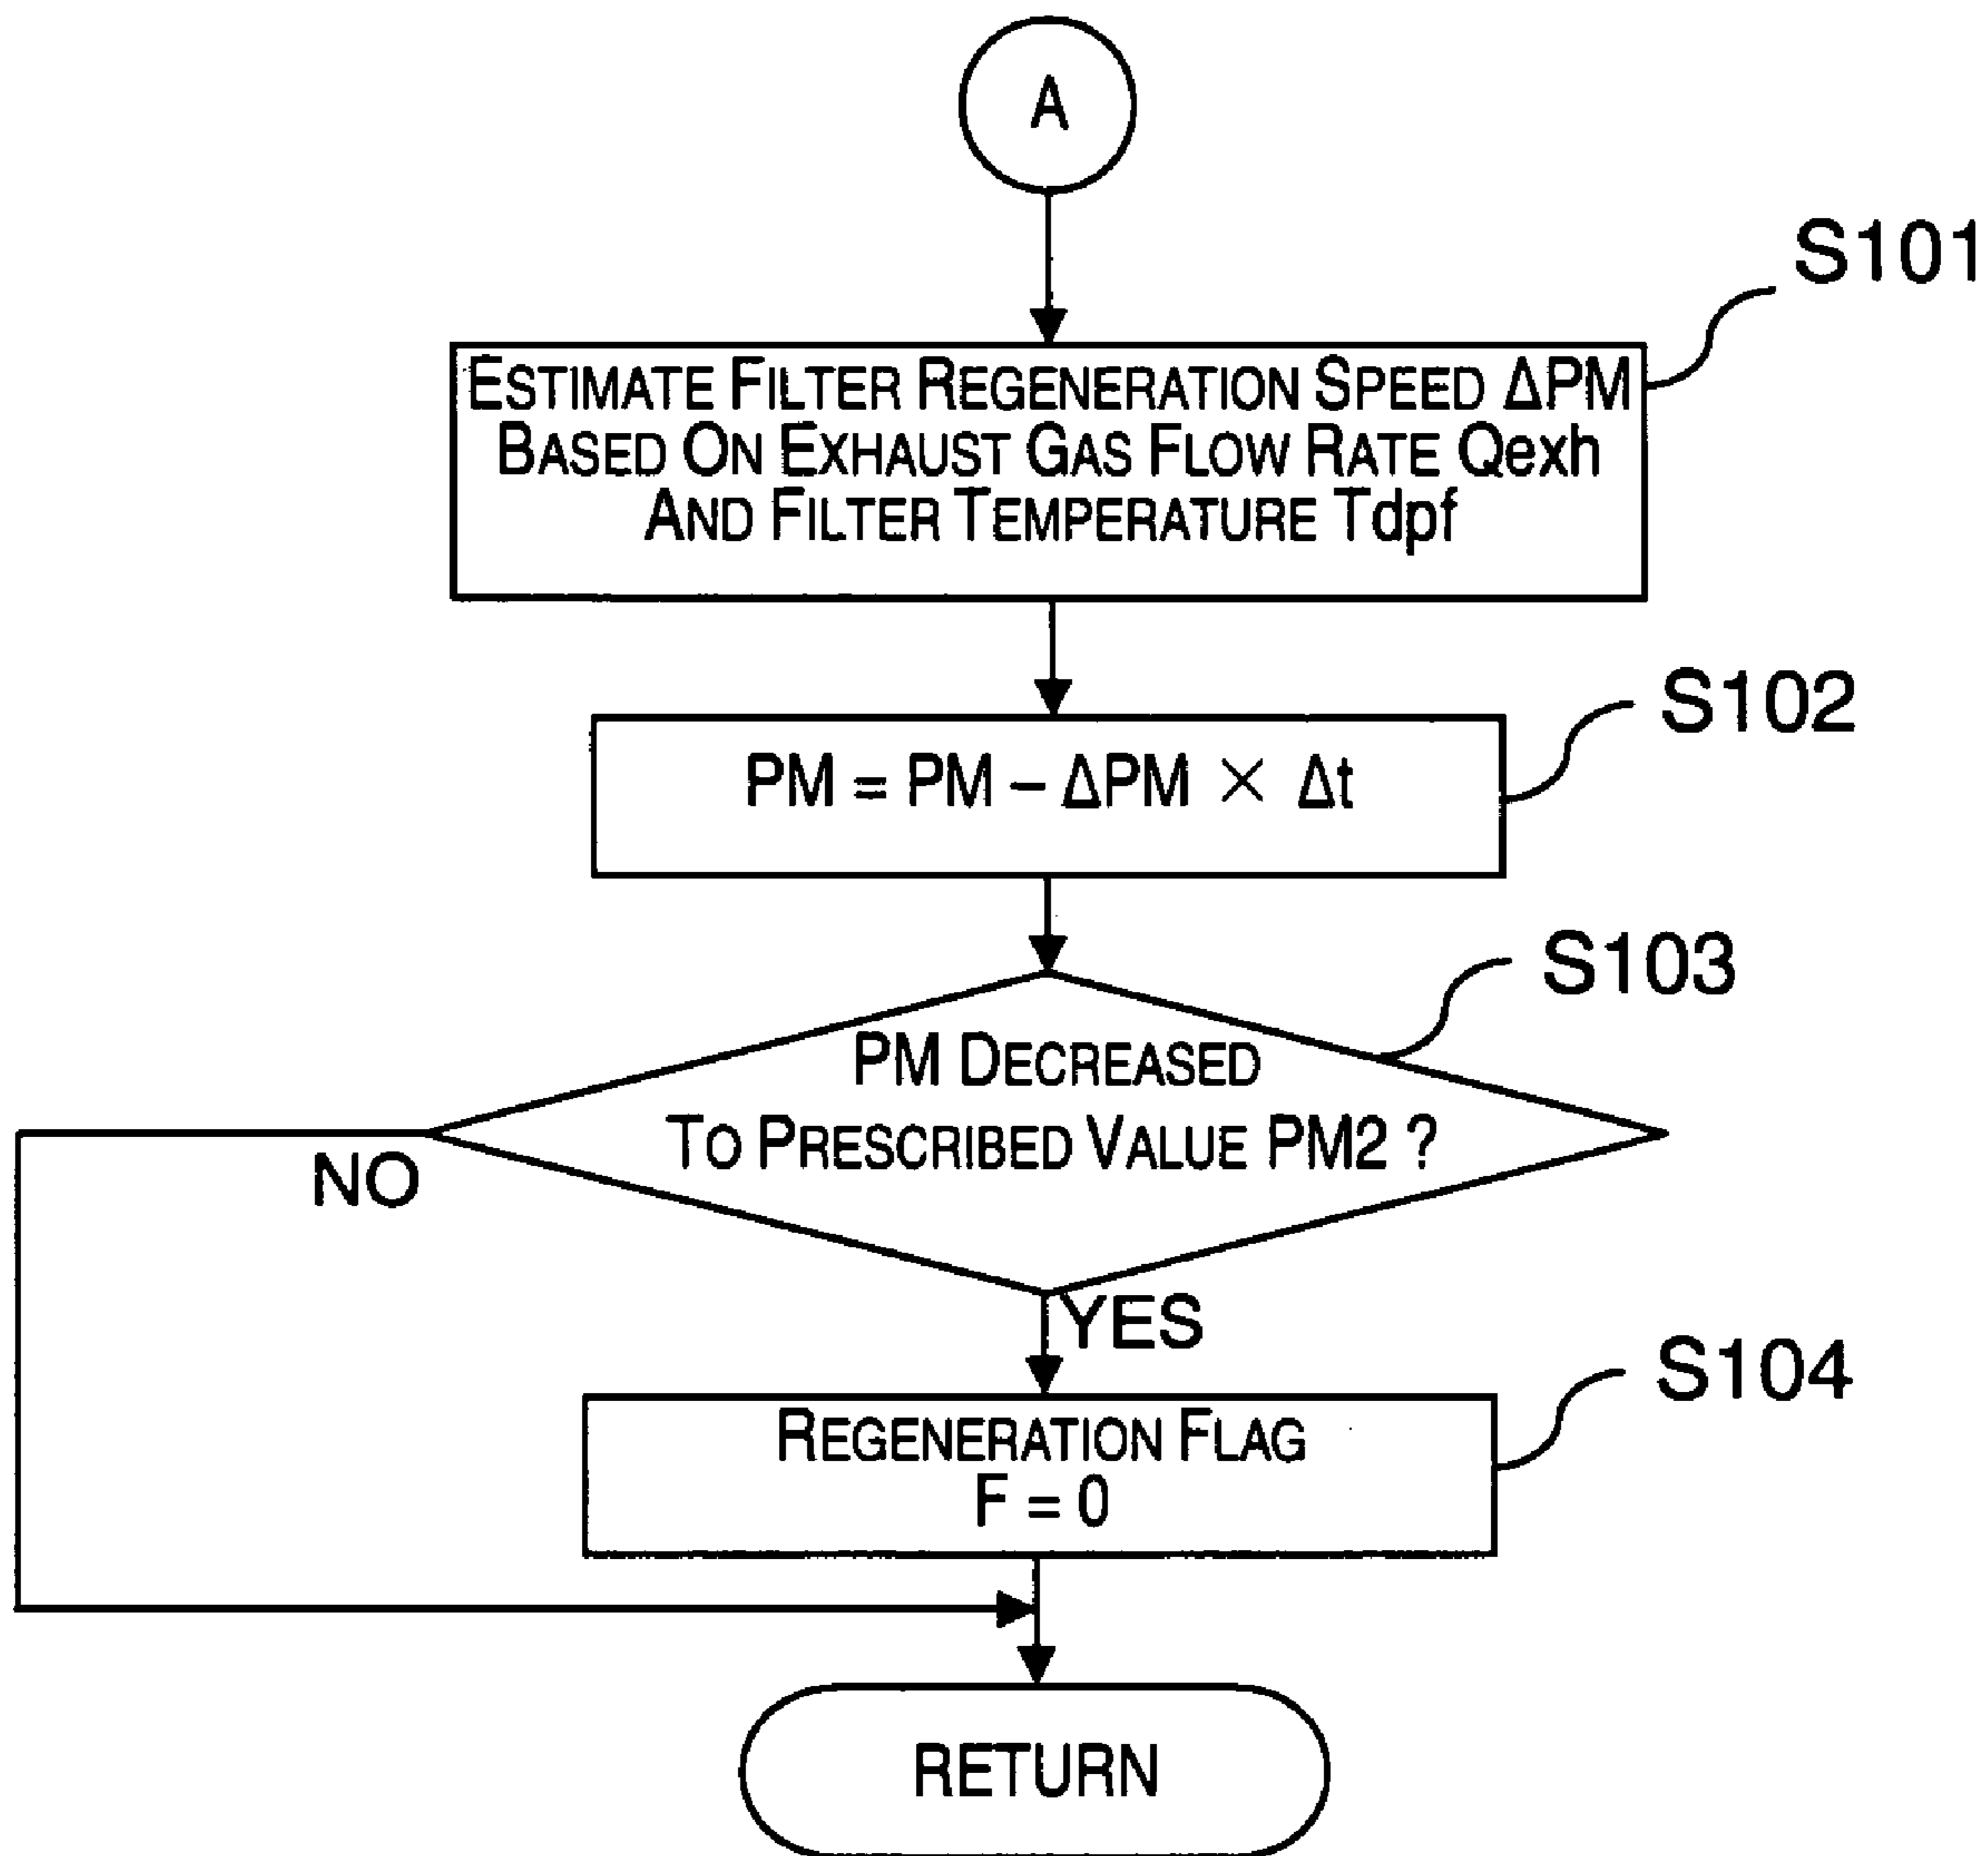 A
S101
ESTIMATE FILTER REGENERATION SPEED ΔPM
BASED ON EXHAUST GAS FLOW RATE Qexh
AND FILTER TEMPERATURE Tdpf
S102
PM = PM – ΔPM × Δt
S103
PM DECREASED
TO PRESCRIBED VALUE PM2 ?
NO
YES
S104
REGENERATION FLAG
F = 0
RETURN